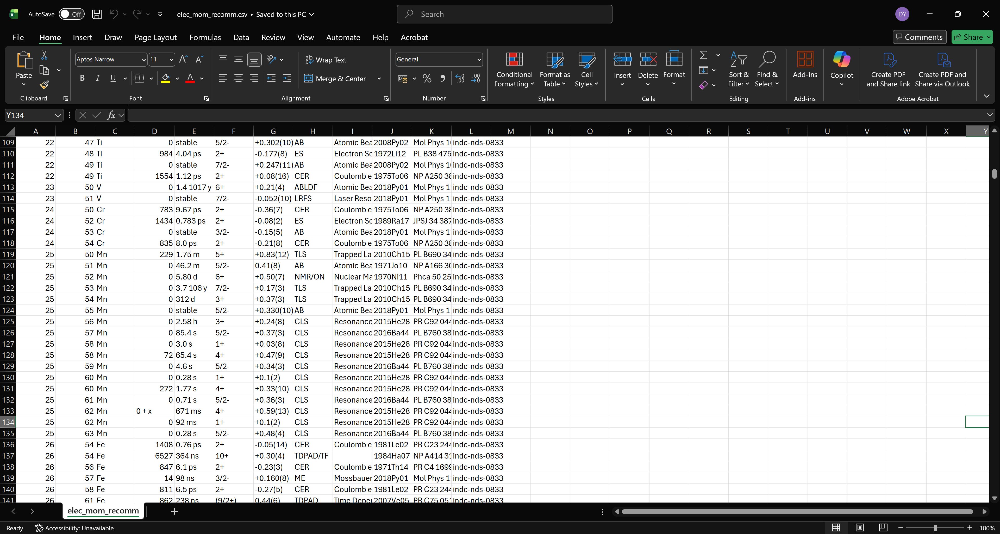 AutoSave Off elec_mom_recomm.csv • Saved to this PC Search DY
File Home Insert Draw Page Layout Formulas Data Review View Automate Help Acrobat Comments Share
Paste Aptos Narrow 11 Wrap Text General Conditional Formatting Format as Table Cell Styles Insert Delete Format Sort & Filter Find & Select Add-ins Copilot Create PDF and Share link Create PDF and Share via Outlook
B I U Merge & Center
Clipboard Font Alignment Number Styles Cells Editing Add-ins Adobe Acrobat
Y134 fx
A B C D E F G H I J K L M N O P Q R S T U V W X Y
109 22 47 Ti 0 stable 5/2- +0.302(10) AB Atomic Bea 2008Py02 Mol Phys 10 indc-nds-0833
110 22 48 Ti 984 4.04 ps 2+ -0.177(8) ES Electron Sc 1972Li12 PL B38 475 indc-nds-0833
111 22 49 Ti 0 stable 7/2- +0.247(11) AB Atomic Bea 2008Py02 Mol Phys 10 indc-nds-0833
112 22 49 Ti 1554 1.12 ps 2+ +0.08(16) CER Coulomb e 1975To06 NP A250 38 indc-nds-0833
113 23 50 V 0 1.4 1017 y 6+ +0.21(4) ABLDF Atomic Bea 2018Py01 Mol Phys 1 indc-nds-0833
114 23 51 V 0 stable 7/2- -0.052(10) LRFS Laser Reso 2018Py01 Mol Phys 1 indc-nds-0833
115 24 50 Cr 783 9.67 ps 2+ -0.36(7) CER Coulomb e 1975To06 NP A250 38 indc-nds-0833
116 24 52 Cr 1434 0.783 ps 2+ -0.08(2) ES Electron Sc 1989Ra17 JPSJ 34 387 indc-nds-0833
117 24 53 Cr 0 stable 3/2- -0.15(5) AB Atomic Bea 2018Py01 Mol Phys 1 indc-nds-0833
118 24 54 Cr 835 8.0 ps 2+ -0.21(8) CER Coulomb e 1975To06 NP A250 38 indc-nds-0833
119 25 50 Mn 229 1.75 m 5+ +0.83(12) TLS Trapped La 2010Ch15 PL B690 34 indc-nds-0833
120 25 51 Mn 0 46.2 m 5/2- 0.41(8) AB Atomic Bea 1971Jo10 NP A166 30 indc-nds-0833
121 25 52 Mn 0 5.80 d 6+ +0.50(7) NMR/ON Nuclear Ma 1970Ni11 Phca 50 25 indc-nds-0833
122 25 53 Mn 0 3.7 106 y 7/2- +0.17(3) TLS Trapped La 2010Ch15 PL B690 34 indc-nds-0833
123 25 54 Mn 0 312 d 3+ +0.37(3) TLS Trapped La 2010Ch15 PL B690 34 indc-nds-0833
124 25 55 Mn 0 stable 5/2- +0.330(10) AB Atomic Bea 2018Py01 Mol Phys 1 indc-nds-0833
125 25 56 Mn 0 2.58 h 3+ +0.24(8) CLS Resonance 2015He28 PR C92 044 indc-nds-0833
126 25 57 Mn 0 85.4 s 5/2- +0.37(3) CLS Resonance 2016Ba44 PL B760 38 indc-nds-0833
127 25 58 Mn 0 3.0 s 1+ +0.03(8) CLS Resonance 2015He28 PR C92 044 indc-nds-0833
128 25 58 Mn 72 65.4 s 4+ +0.47(9) CLS Resonance 2015He28 PR C92 044 indc-nds-0833
129 25 59 Mn 0 4.6 s 5/2- +0.34(3) CLS Resonance 2016Ba44 PL B760 38 indc-nds-0833
130 25 60 Mn 0 0.28 s 1+ +0.1(2) CLS Resonance 2015He28 PR C92 044 indc-nds-0833
131 25 60 Mn 272 1.77 s 4+ +0.33(10) CLS Resonance 2015He28 PR C92 044 indc-nds-0833
132 25 61 Mn 0 0.71 s 5/2- +0.36(3) CLS Resonance 2016Ba44 PL B760 38 indc-nds-0833
133 25 62 Mn 0 + x 671 ms 4+ +0.59(13) CLS Resonance 2015He28 PR C92 044 indc-nds-0833
134 25 62 Mn 0 92 ms 1+ +0.1(2) CLS Resonance 2015He28 PR C92 044 indc-nds-0833
135 25 63 Mn 0 0.28 s 5/2- +0.48(4) CLS Resonance 2016Ba44 PL B760 38 indc-nds-0833
136 26 54 Fe 1408 0.76 ps 2+ -0.05(14) CER Coulomb e 1981Le02 PR C23 244 indc-nds-0833
137 26 54 Fe 6527 364 ns 10+ +0.30(4) TDPAD/TF 1984Ha07 NP A414 31 indc-nds-0833
138 26 56 Fe 847 6.1 ps 2+ -0.23(3) CER Coulomb e 1971Th14 PR C4 1699 indc-nds-0833
139 26 57 Fe 14 98 ns 3/2- +0.160(8) ME Mossbauer 2018Py01 Mol Phys 1 indc-nds-0833
140 26 58 Fe 811 6.5 ps 2+ -0.27(5) CER Coulomb e 1981Le02 PR C23 244 indc-nds-0833
141 26 61 Fe 862 238 ns (9/2+) 0.44(6) TDPAD Time Deper 2007Ve05 PR C75 051 indc-nds-0833
elec_mom_recomm
Ready Accessibility: Unavailable 100%